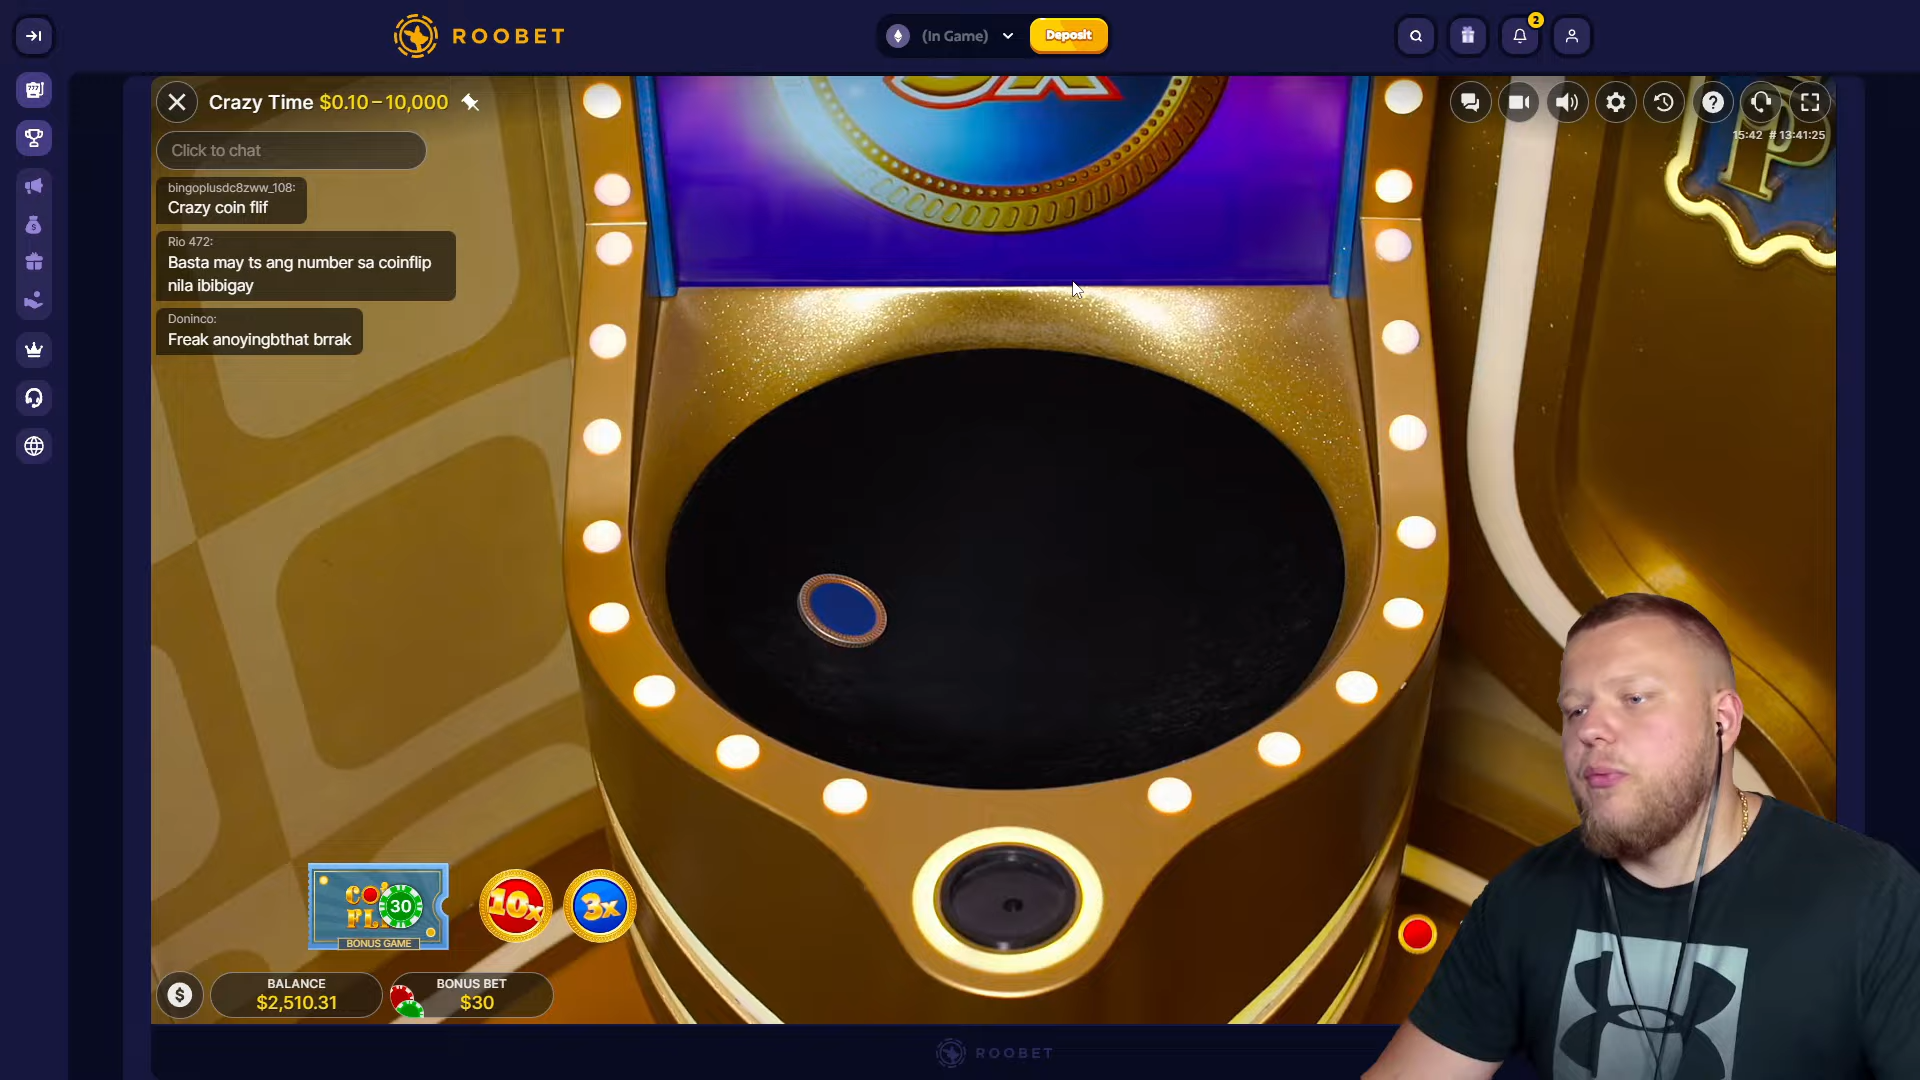 ROOBET
(In Game)
Deposit
2
Crazy Time $0.10 – 10,000
Click to chat
15:42 # 13:41:25
bingoplusdc8zww_108:
Crazy coin flif
Rio 472:
Basta may ts ang number sa coinflip
nila ibibigay
Doninco:
Freak anoyingbthat brrak
P
30
BONUS GAME
10x
3x
BALANCE
$2,510.31
BONUS BET
$30
ROOBET